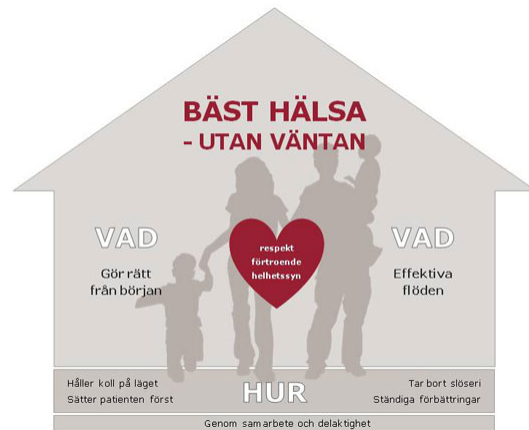 BÄST HÄLSA
- UTAN VÄNTAN
VAD
Gör rätt
från början
respekt
förtroende
helhetssyn
VAD
Effektiva
flöden
Håller koll på läget
Sätter patienten först
HUR
Tar bort slöseri
Ständiga förbättringar
Genom samarbete och delaktighet